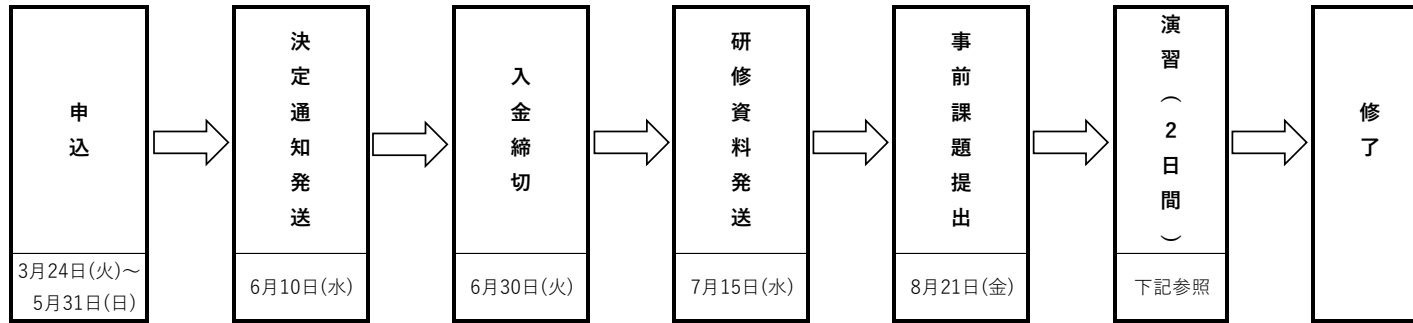 申込
3月24日(火)～
5月31日(日)
決定通知発送
6月10日(水)
入金締切
6月30日(火)
研修資料発送
7月15日(水)
事前課題提出
8月21日(金)
演習（2日間）
下記参照
修了